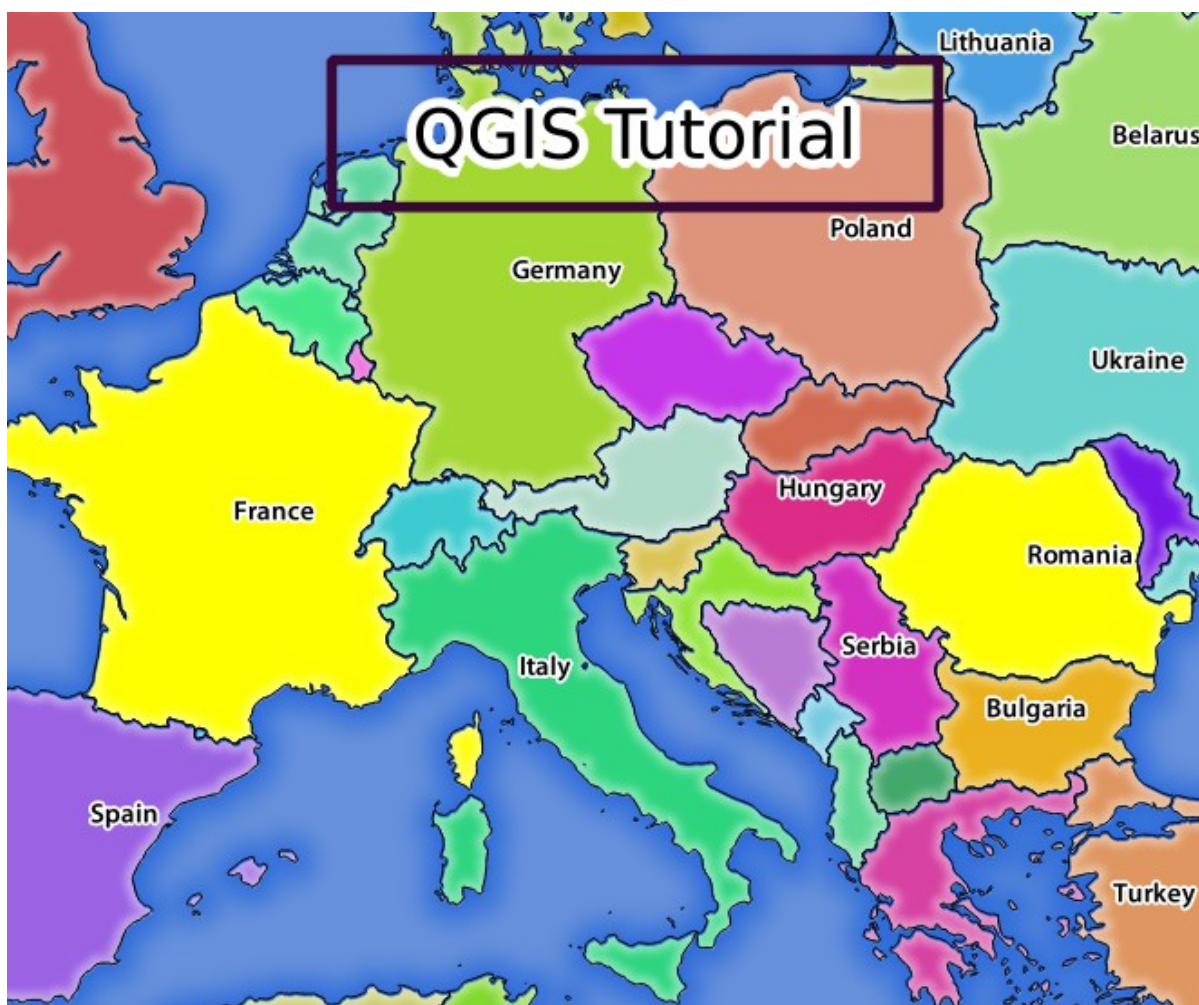 Lithuania
QGIS Tutorial
Belarus
Poland
Germany
Ukraine
Hungary
France
Romania
Serbia
Italy
Bulgaria
Spain
Turkey